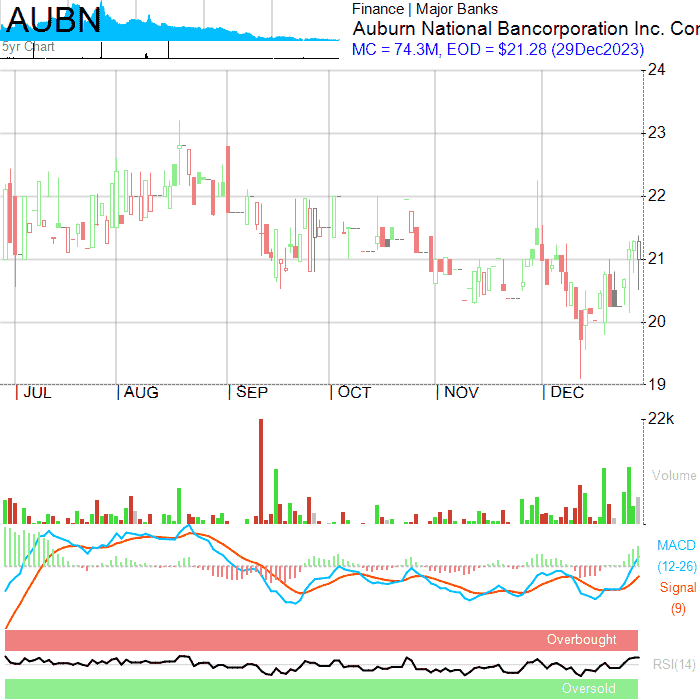 AUBN
5yr Chart
Finance | Major Banks
Auburn National Bancorporation Inc. Cor
MC = 74.3M, EOD = $21.28 (29Dec2023)
24
23
22
21
20
19
JUL AUG SEP OCT NOV DEC
22k
Volume
MACD
(12-26)
Signal
(9)
Overbought
RSI(14)
Oversold